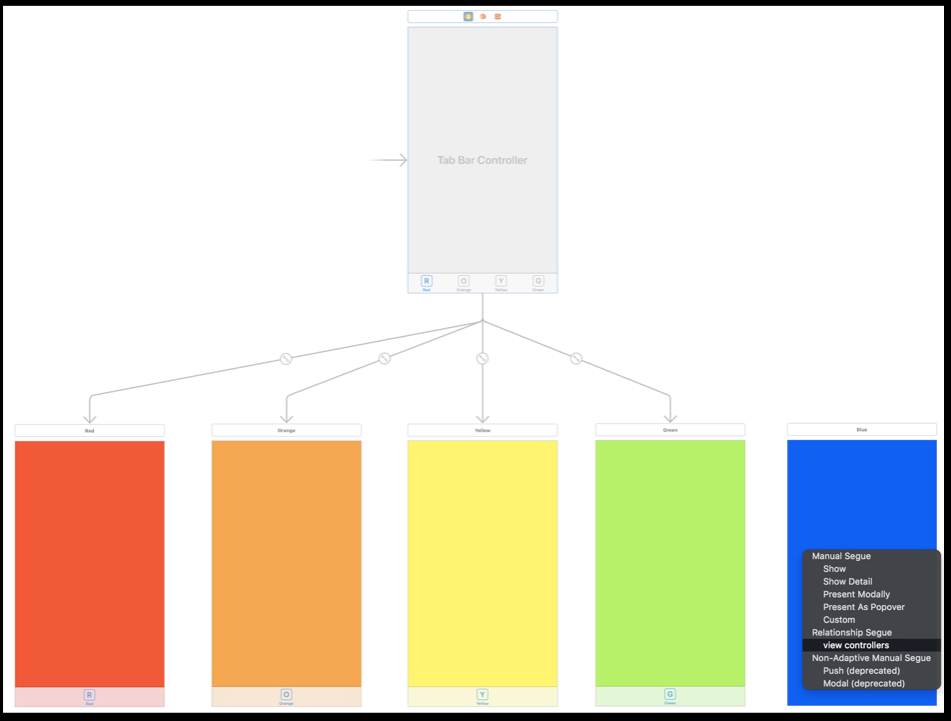 Tab Bar Controller
R O Y G
Red Orange Yellow Green
Red Orange Yellow Green Blue
Manual Segue
Show
Show Detail
Present Modally
Present As Popover
Custom
Relationship Segue
view controllers
Non-Adaptive Manual Segue
Push (deprecated)
Modal (deprecated)
R O Y G
Red Orange Yellow Green